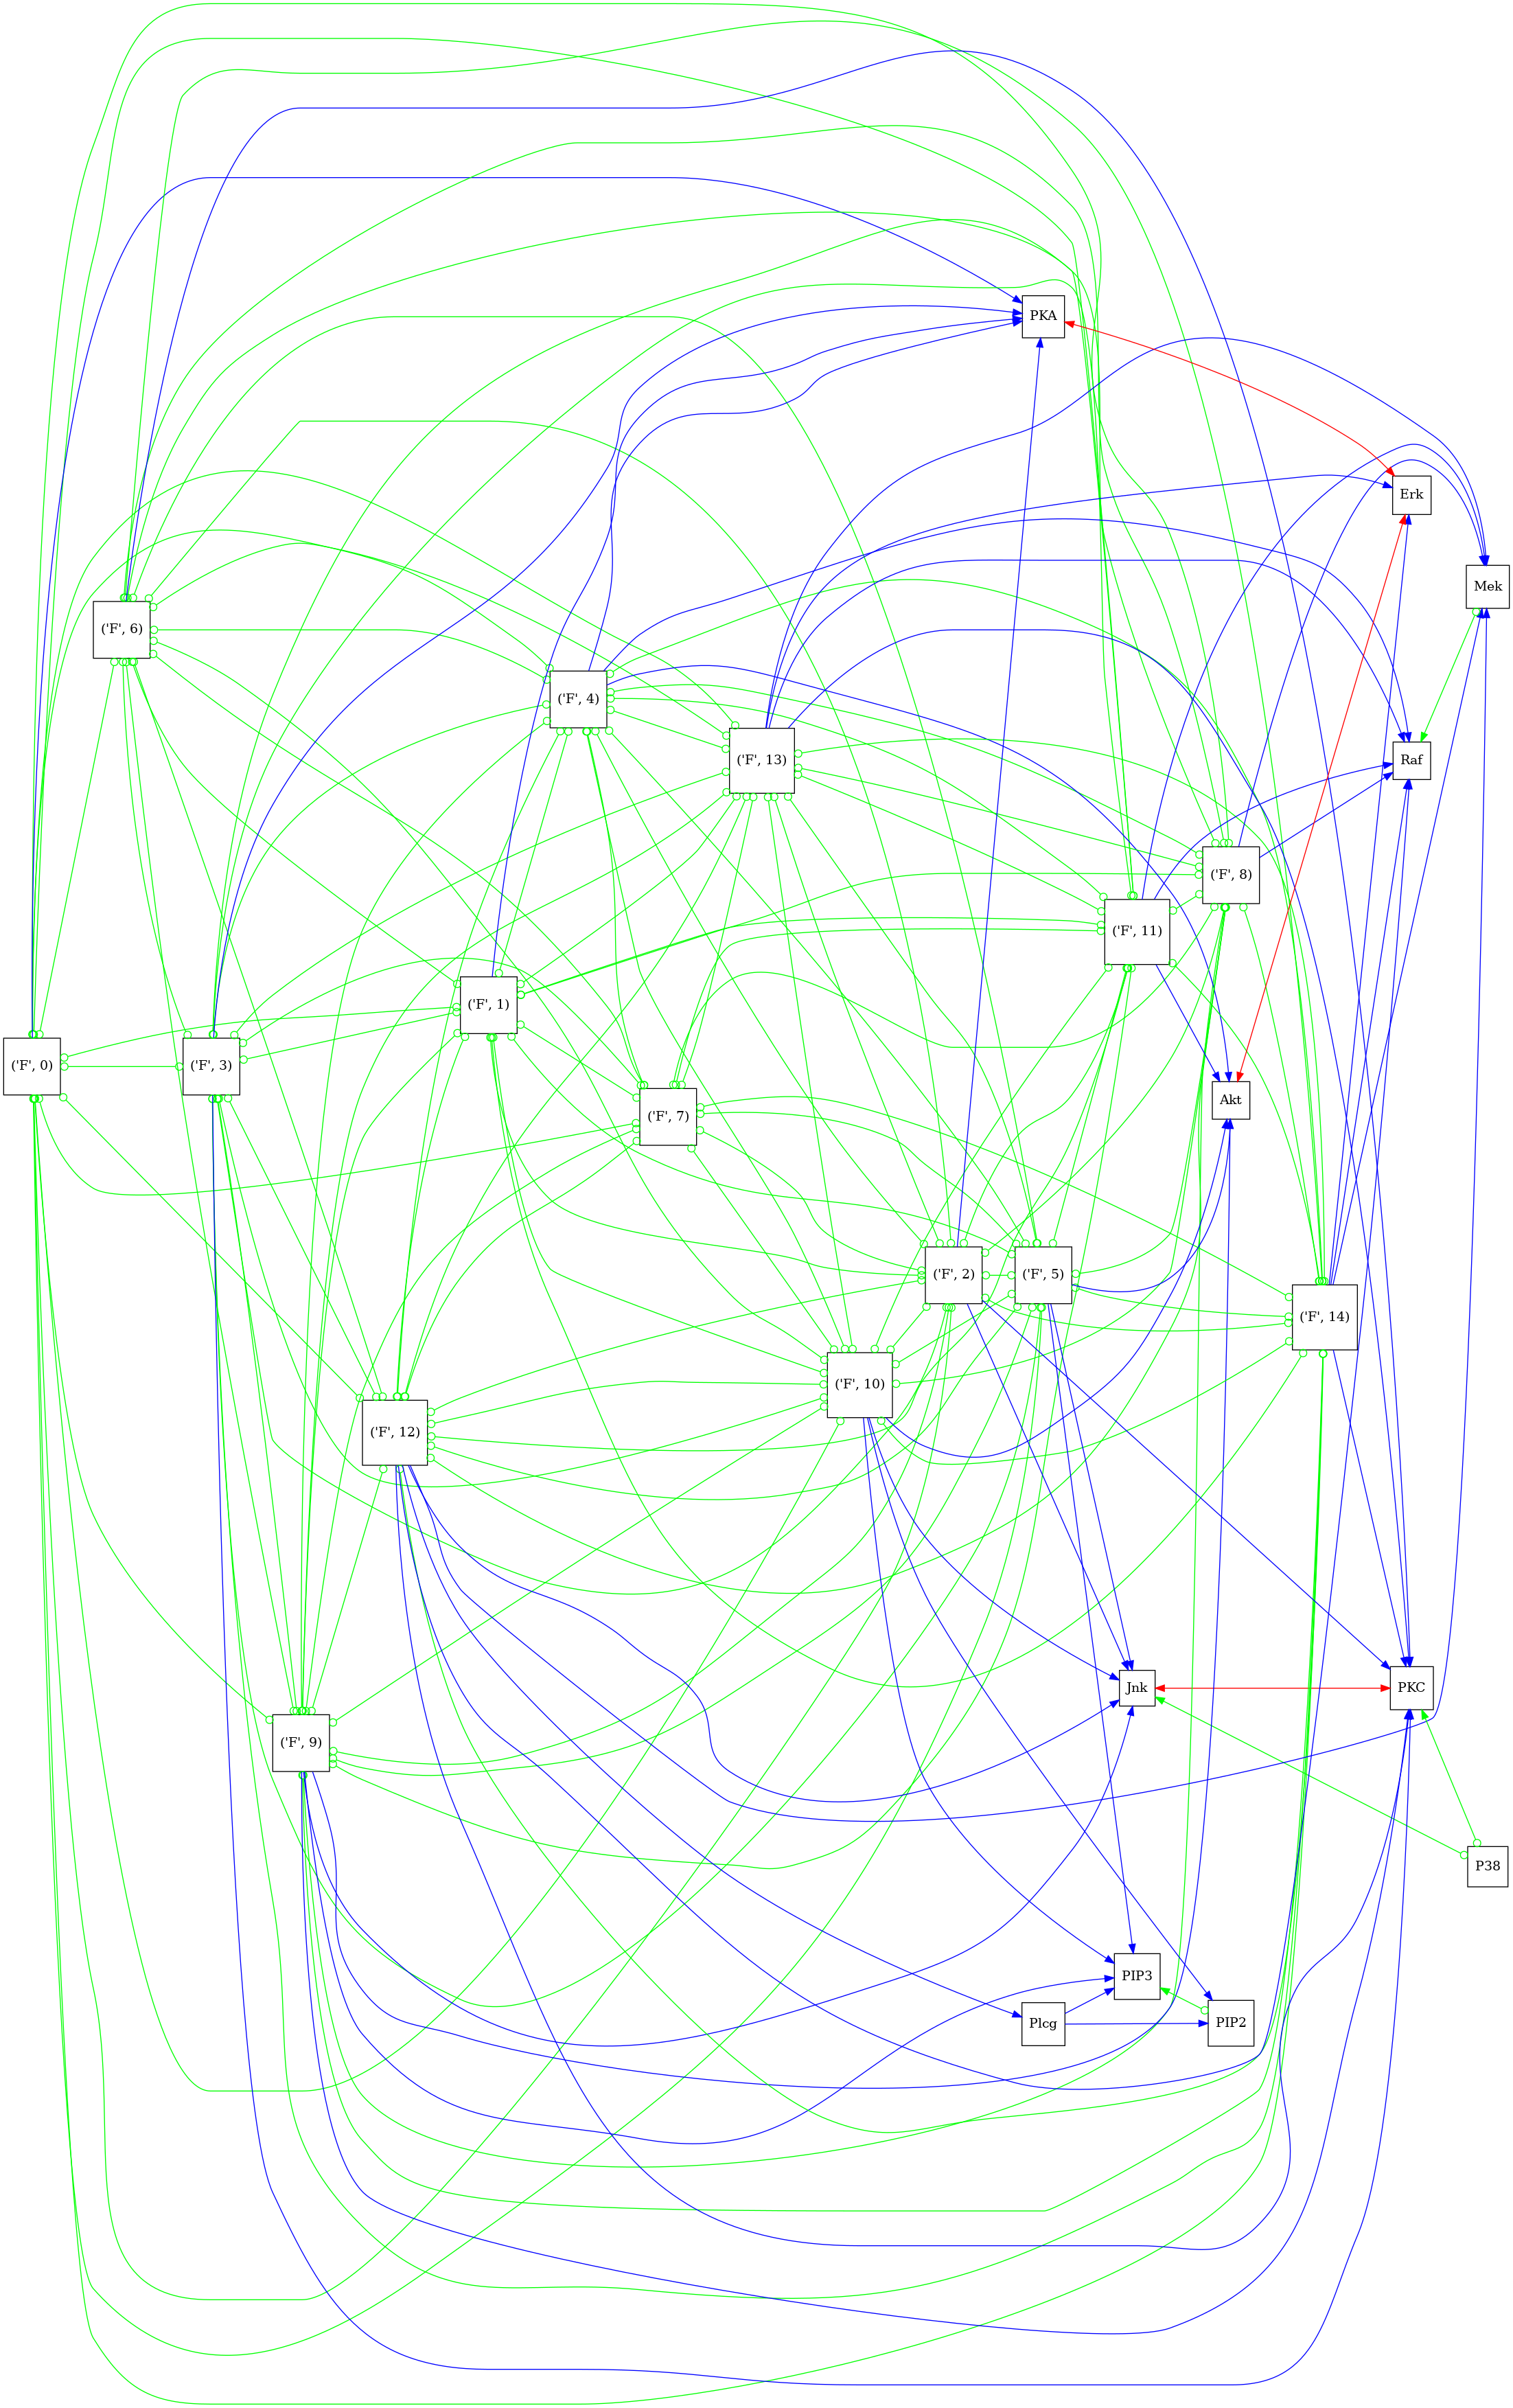 PKA
Erk
Mek
('F', 6)
('F', 4)
('F', 13)
Raf
('F', 8)
('F', 11)
('F', 1)
('F', 0)
('F', 3)
Akt
('F', 7)
('F', 2)
('F', 5)
('F', 14)
('F', 10)
('F', 12)
Jnk
PKC
('F', 9)
P38
PIP3
Plcg
PIP2